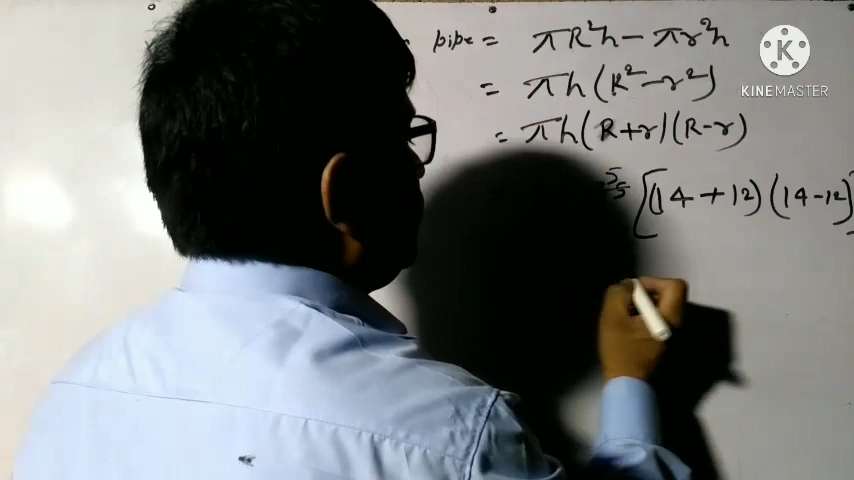 pipe = πR²h - πr²h
= πh(R²-r²)
= πh(R+r)(R-r)
[(14+12)(14-12)]
K
KINEMASTER